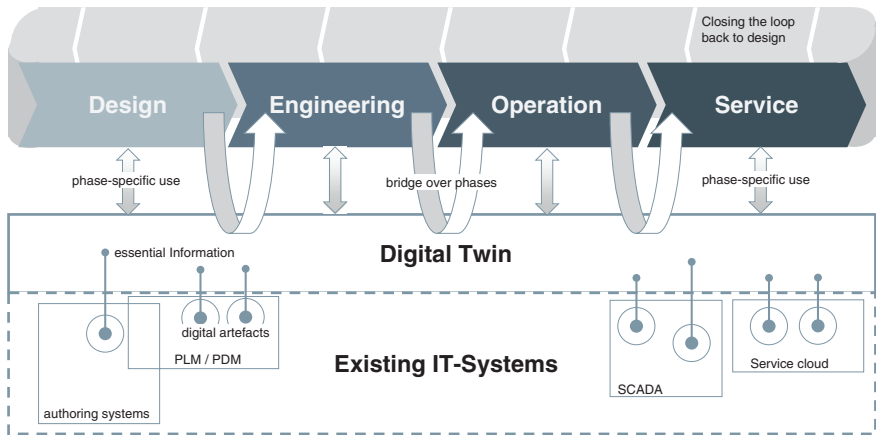 Closing the loop
back to design
Design
Engineering
Operation
Service
phase-specific use
bridge over phases
phase-specific use
Digital Twin
essential Information
digital artefacts
PLM / PDM
Existing IT-Systems
Service cloud
SCADA
authoring systems